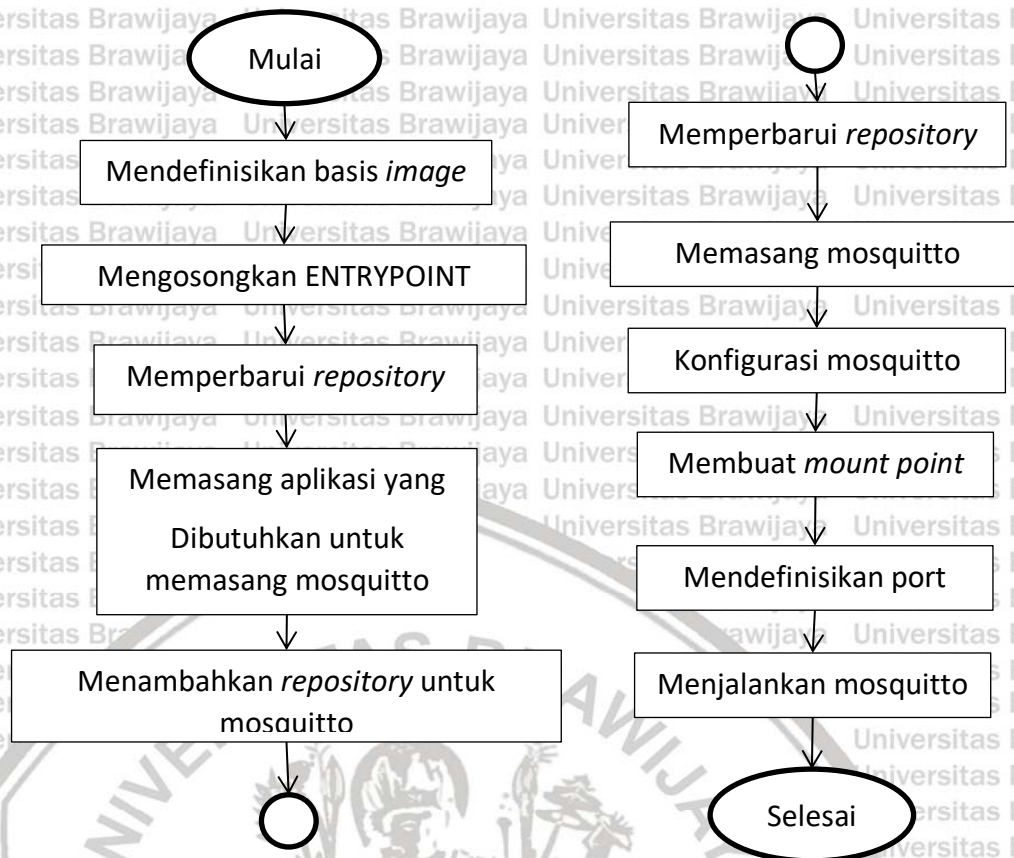 Mulai
Mendefinisikan basis image
Mengosongkan ENTRYPOINT
Memperbarui repository
Memasang aplikasi yang
Dibutuhkan untuk
memasang mosquitto
Menambahkan repository untuk
mosquitto
Memperbarui repository
Memasang mosquitto
Konfigurasi mosquitto
Membuat mount point
Mendefinisikan port
Menjalankan mosquitto
Selesai